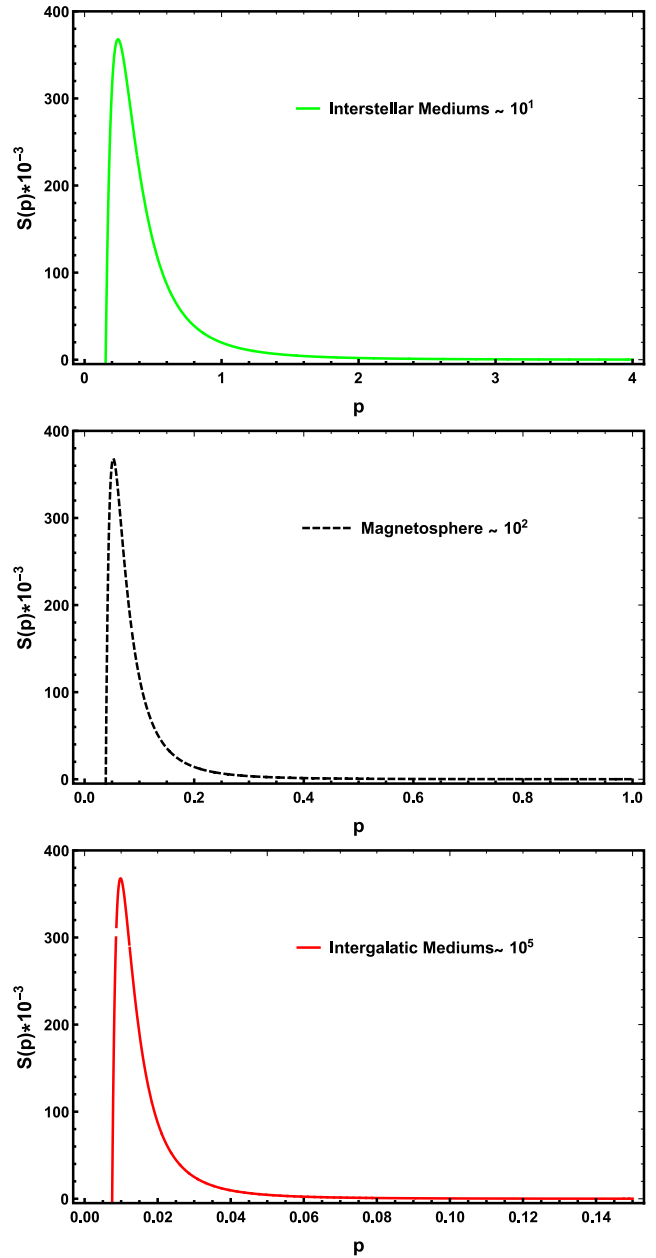 400
300
200
100
0
S(p)*10⁻³
Interstellar Mediums ~ 10¹
0 1 2 3 4
p
400
300
200
100
0
S(p)*10⁻³
Magnetosphere ~ 10²
0.0 0.2 0.4 0.6 0.8 1.0
p
400
300
200
100
0
S(p)*10⁻³
Intergalatic Mediums~ 10⁵
0.00 0.02 0.04 0.06 0.08 0.10 0.12 0.14
p